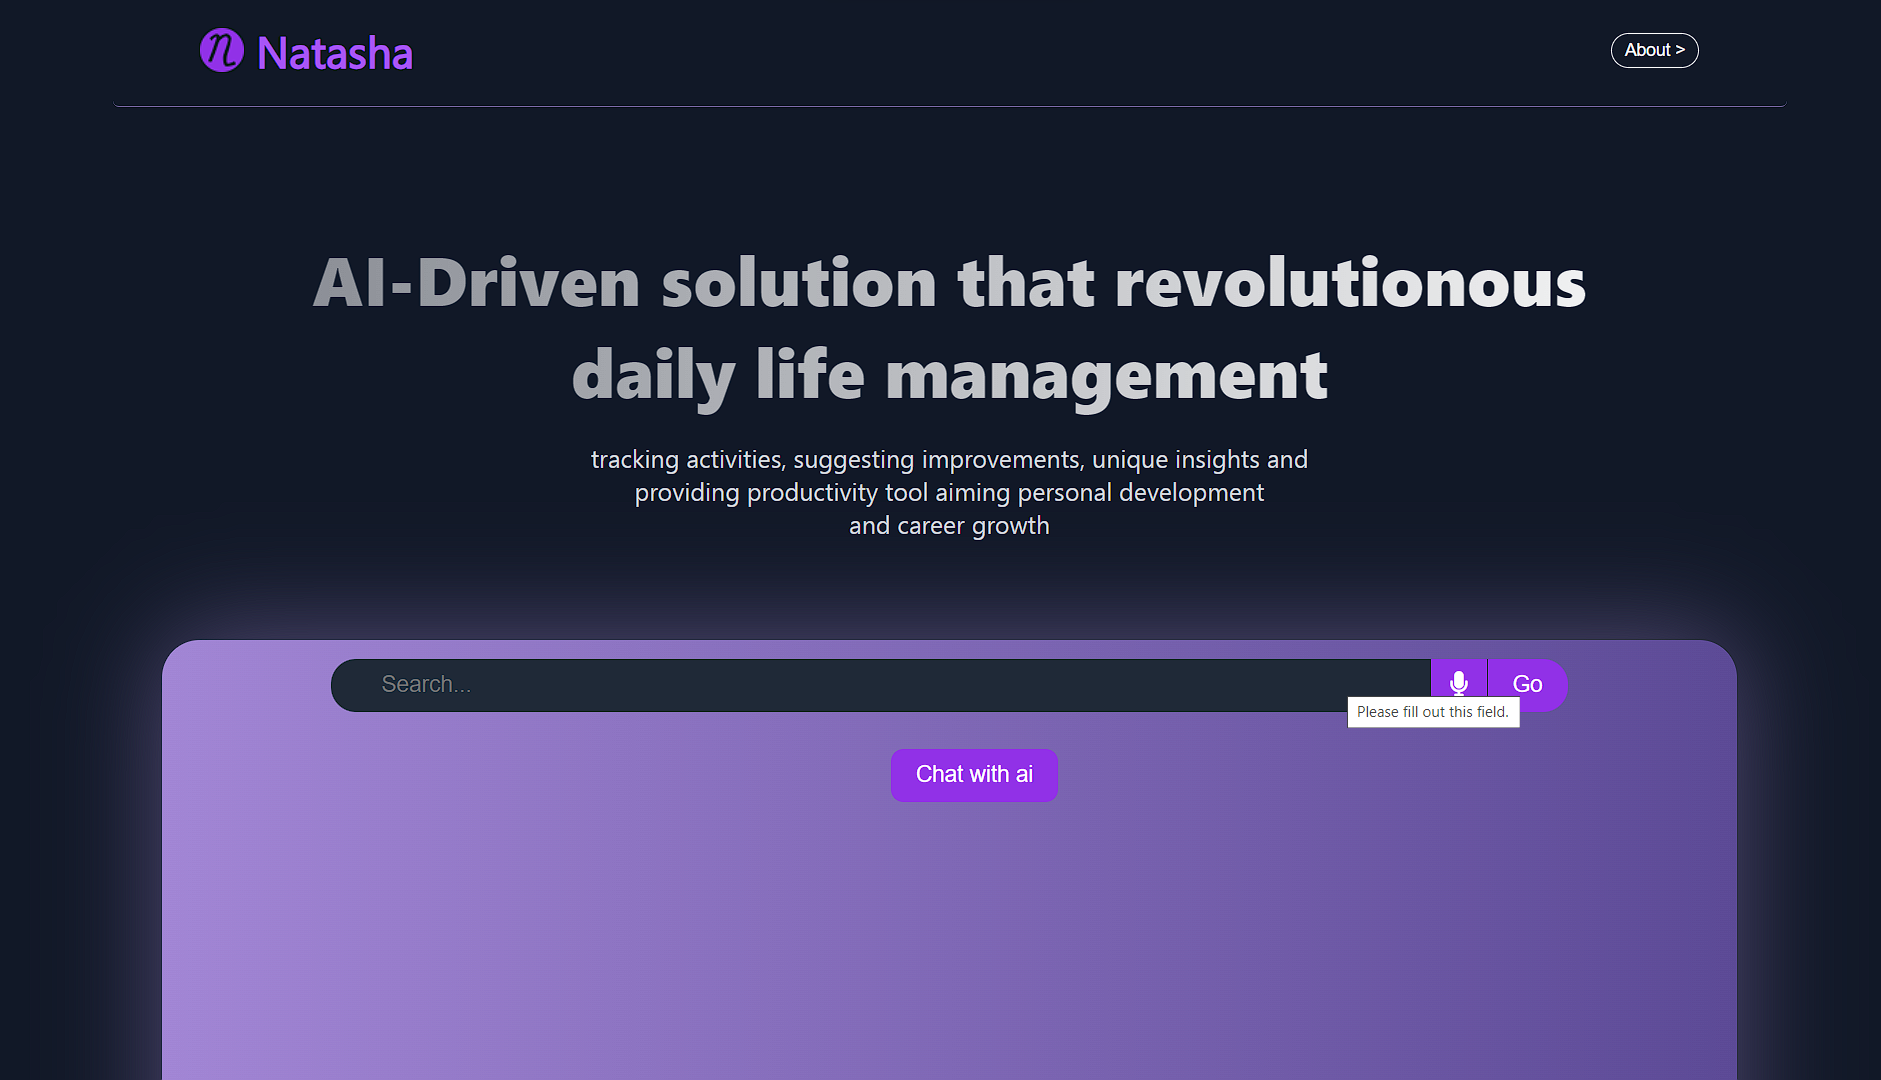 n Natasha
About >
AI-Driven solution that revolutionous
daily life management
tracking activities, suggesting improvements, unique insights and
providing productivity tool aiming personal development
and career growth
Search...
Go
Please fill out this field.
Chat with ai